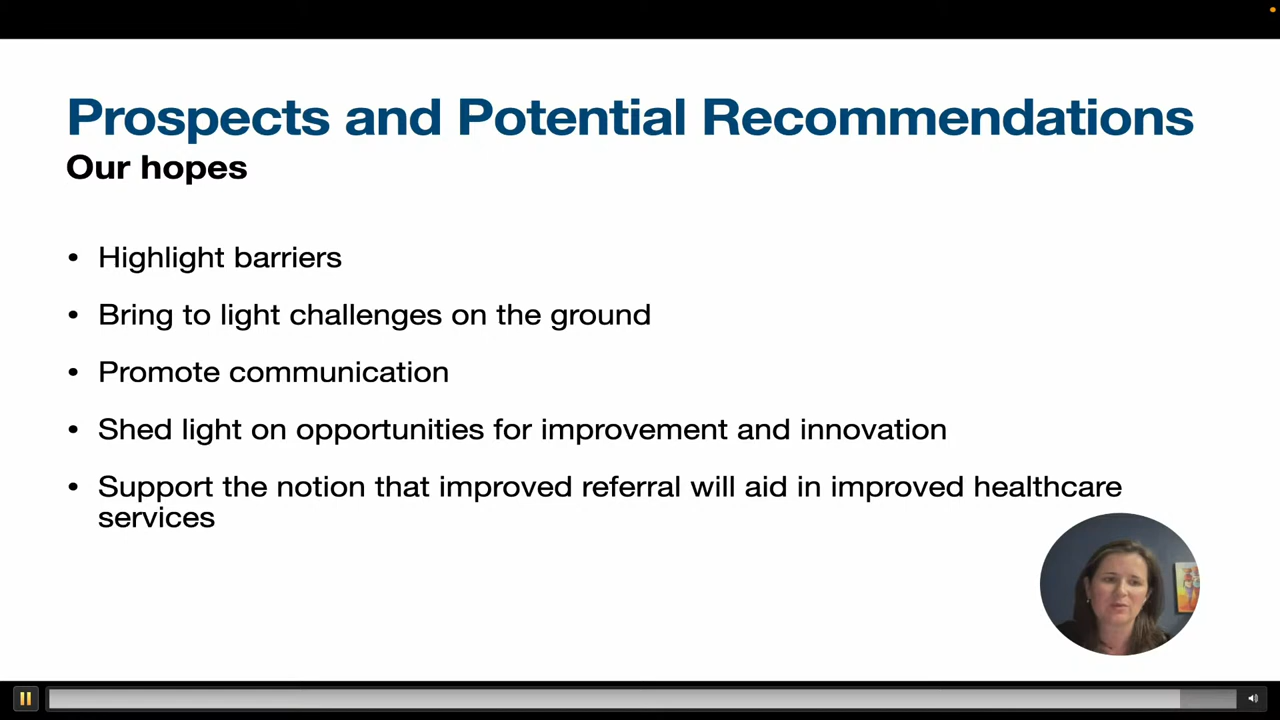 Prospects and Potential Recommendations
Our hopes
• Highlight barriers
• Bring to light challenges on the ground
• Promote communication
• Shed light on opportunities for improvement and innovation
• Support the notion that improved referral will aid in improved healthcare
services